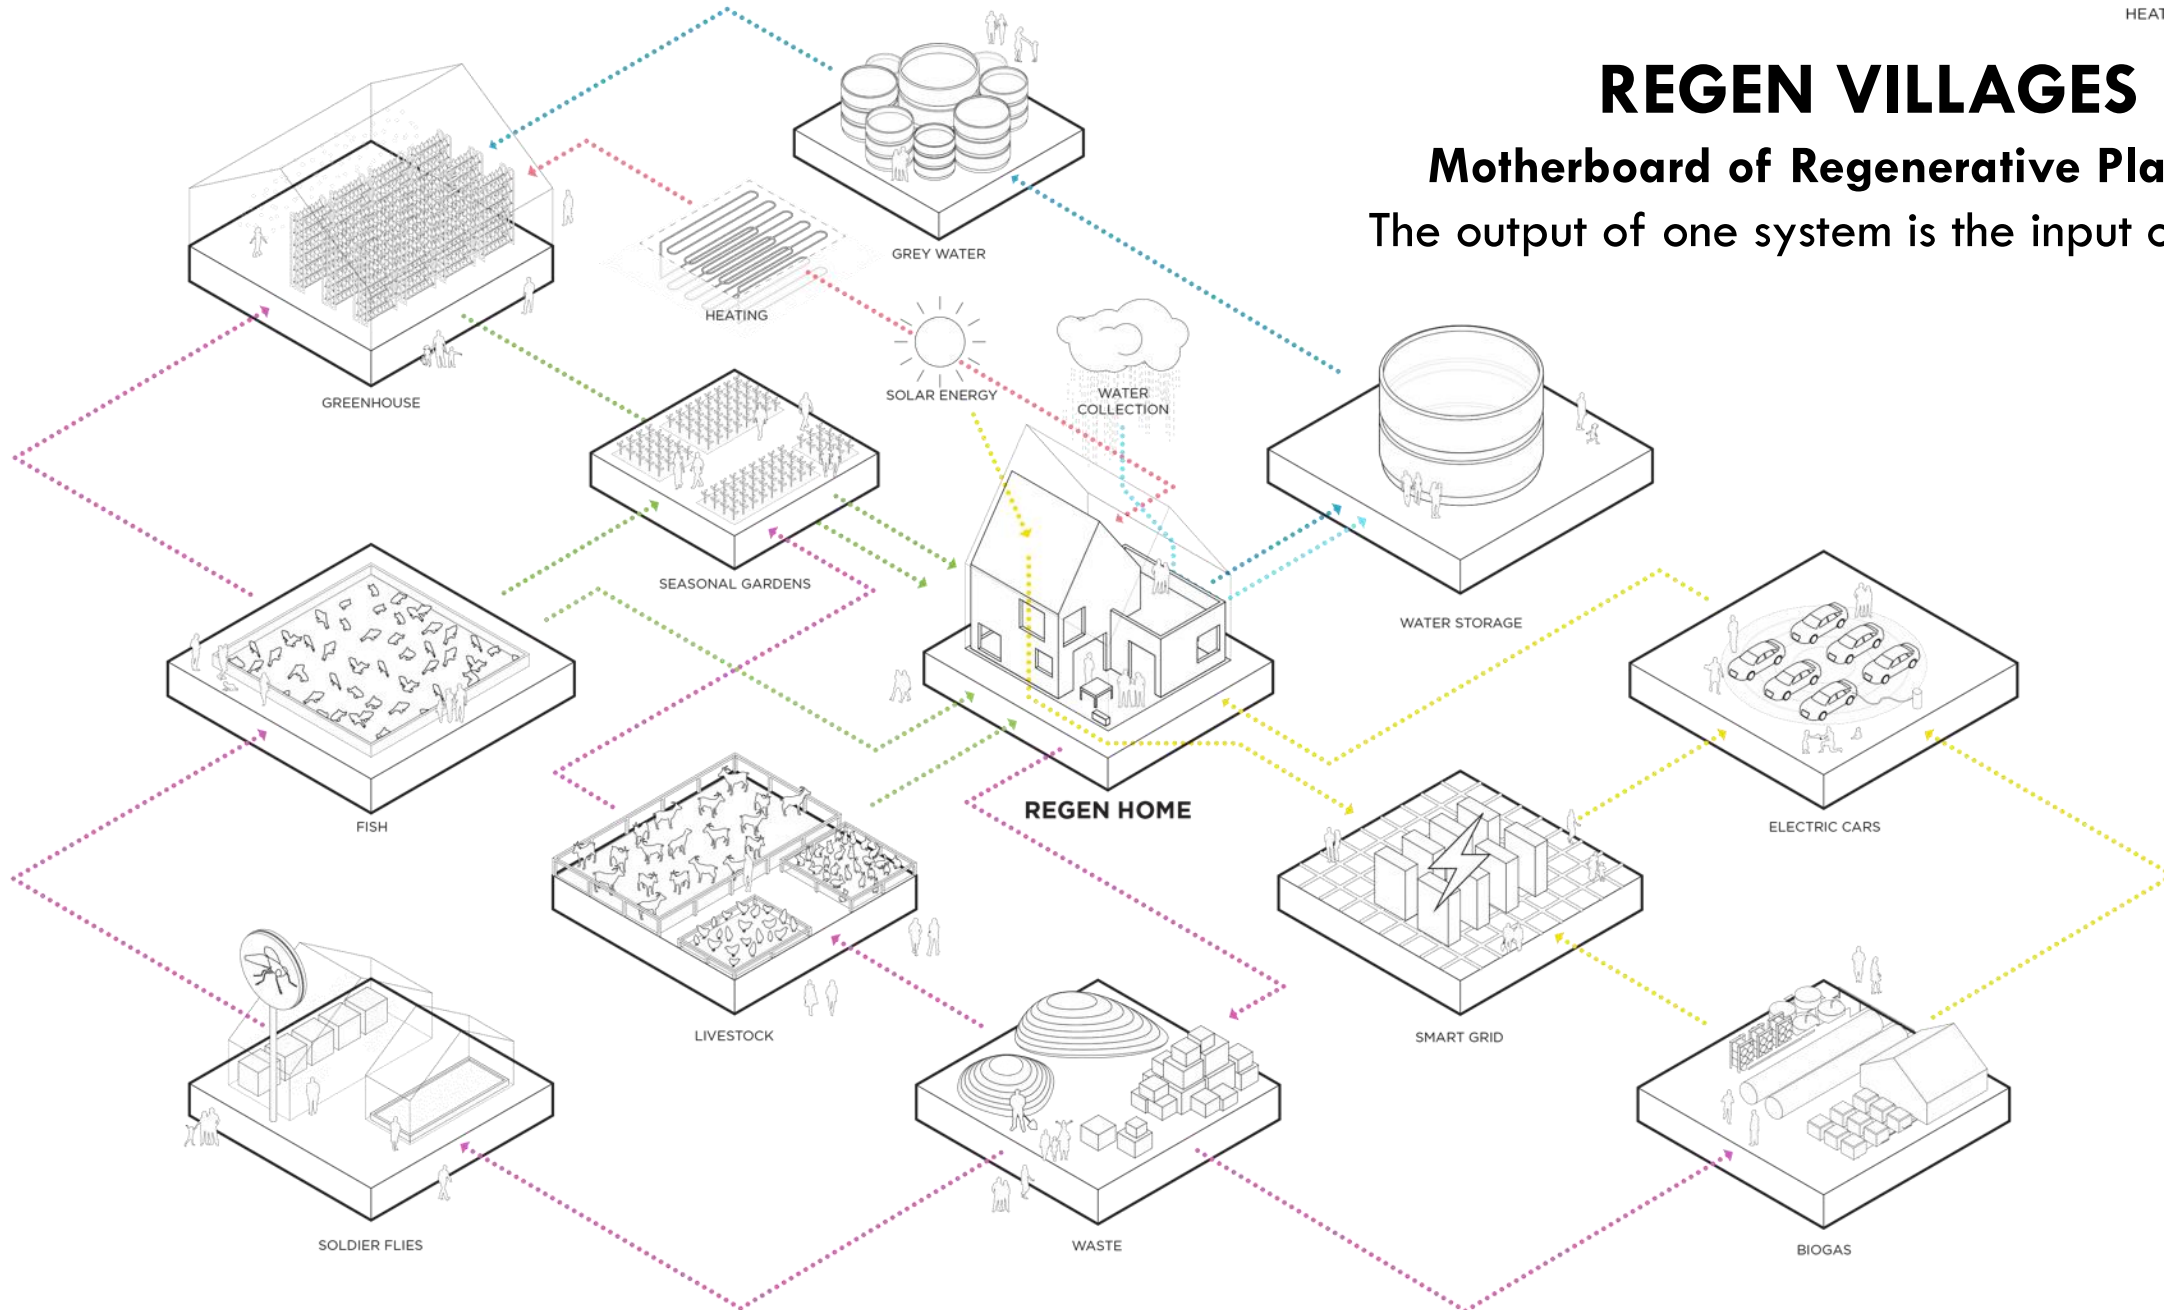 HEAT
REGEN VILLAGES
Motherboard of Regenerative Pla
The output of one system is the input o
GREY WATER
HEATING
SOLAR ENERGY
WATER
COLLECTION
GREENHOUSE
SEASONAL GARDENS
WATER STORAGE
REGEN HOME
FISH
ELECTRIC CARS
LIVESTOCK
SMART GRID
SOLDIER FLIES
WASTE
BIOGAS